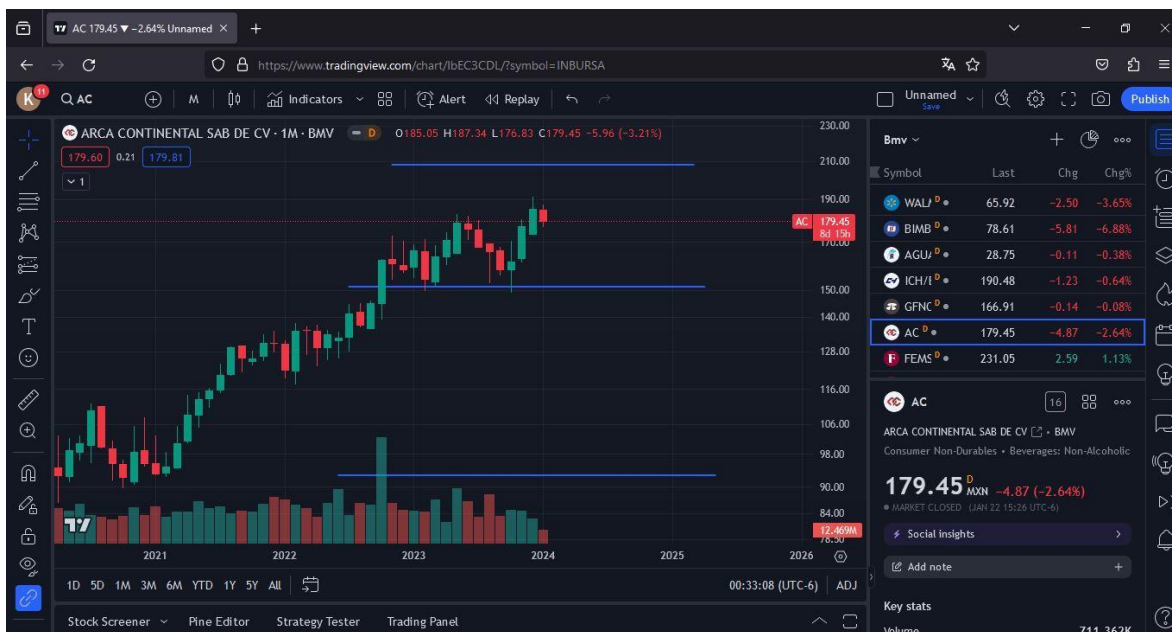 AC 179.45 ▼ −2.64% Unnamed
https://www.tradingview.com/chart/lbEC3CDL/?symbol=INBURSA
K 11 AC M Indicators Alert Replay Unnamed Save Publish
ARCA CONTINENTAL SAB DE CV · 1M · BMV D O185.05 H187.34 L176.83 C179.45 −5.96 (−3.21%)
179.60 0.21 179.81
1
230.00
210.00
190.00
AC 179.45
8d 15h
170.00
150.00
140.00
128.00
116.00
106.00
98.00
90.00
84.00
12.469M
78.50
2021 2022 2023 2024 2025 2026
1D 5D 1M 3M 6M YTD 1Y 5Y All 00:33:08 (UTC-6) ADJ
Stock Screener Pine Editor Strategy Tester Trading Panel
Bmv
Symbol Last Chg Chg%
WAL D 65.92 −2.50 −3.65%
BIMB D 78.61 −5.81 −6.88%
AGU D 28.75 −0.11 −0.38%
ICH/ D 190.48 −1.23 −0.64%
GFNC D 166.91 −0.14 −0.08%
AC D 179.45 −4.87 −2.64%
FEMS D 231.05 2.59 1.13%
AC 16
ARCA CONTINENTAL SAB DE CV • BMV
Consumer Non-Durables • Beverages: Non-Alcoholic
179.45 D MXN −4.87 (−2.64%)
MARKET CLOSED (JAN 22 15:26 UTC-6)
Social insights
Add note
Key stats
Volume 711.362K